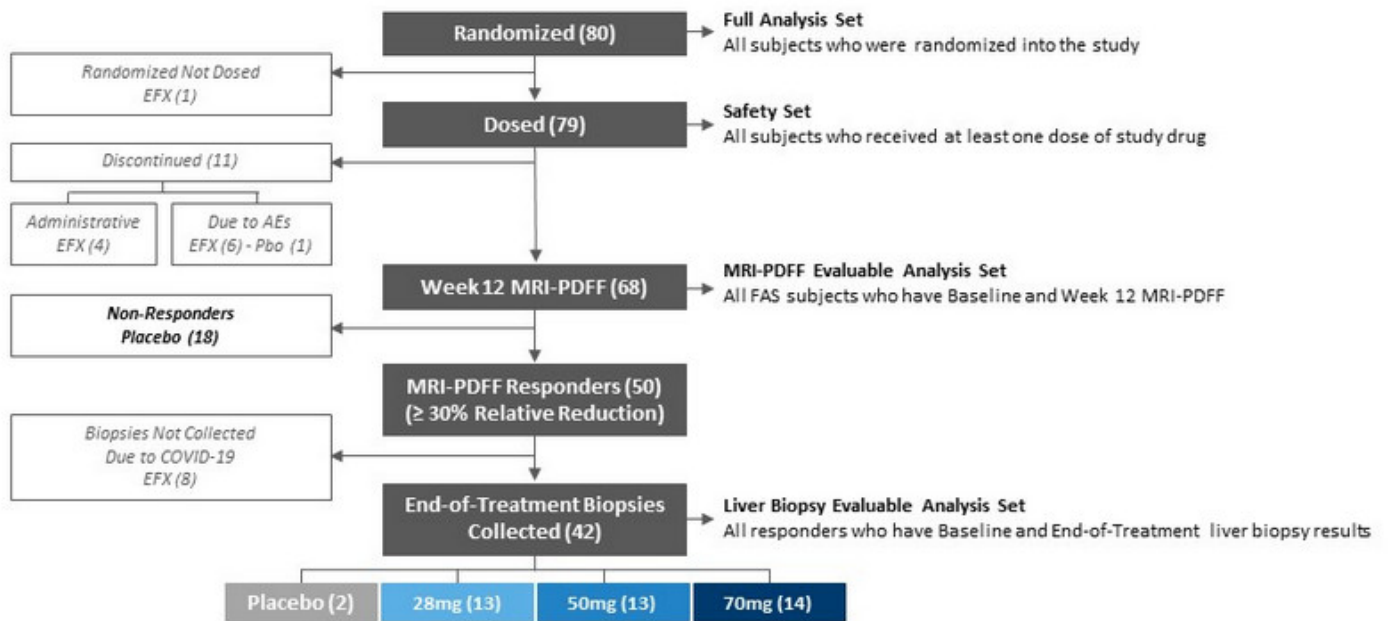 Randomized (80)
Full Analysis Set
All subjects who were randomized into the study
Randomized Not Dosed
EFX (1)
Dosed (79)
Safety Set
All subjects who received at least one dose of study drug
Discontinued (11)
Administrative
EFX (4)
Due to AEs
EFX (6) - Pbo (1)
Week 12 MRI-PDFF (68)
MRI-PDFF Evaluable Analysis Set
All FAS subjects who have Baseline and Week 12 MRI-PDFF
Non-Responders
Placebo (18)
MRI-PDFF Responders (50)
(≥ 30% Relative Reduction)
Biopsies Not Collected
Due to COVID-19
EFX (8)
End-of-Treatment Biopsies
Collected (42)
Liver Biopsy Evaluable Analysis Set
All responders who have Baseline and End-of-Treatment liver biopsy results
Placebo (2)
28mg (13)
50mg (13)
70mg (14)